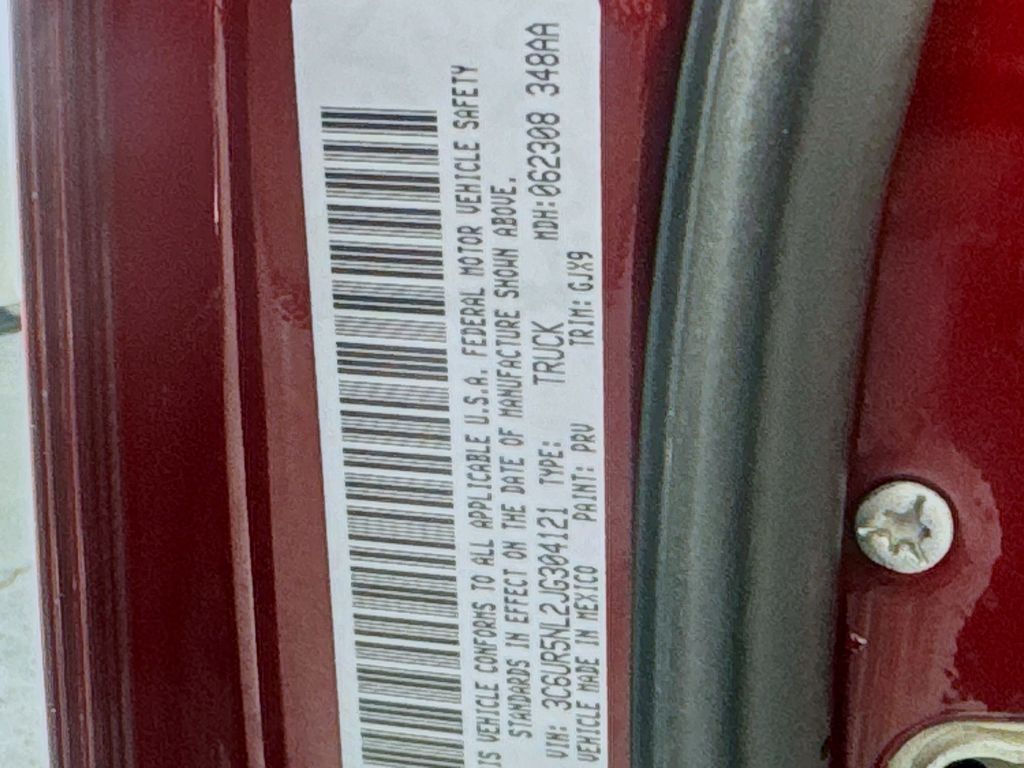 IS VEHICLE CONFORMS TO ALL APPLICABLE U.S.A. FEDERAL MOTOR VEHICLE SAFETY
STANDARDS IN EFFECT ON THE DATE OF MANUFACTURE SHOWN ABOVE.
VIN: 3C6UR5NL2JG304121 TYPE: TRUCK MDH:062308 348AA
VEHICLE MADE IN MEXICO PAINT: PRV TRIM: GJX9